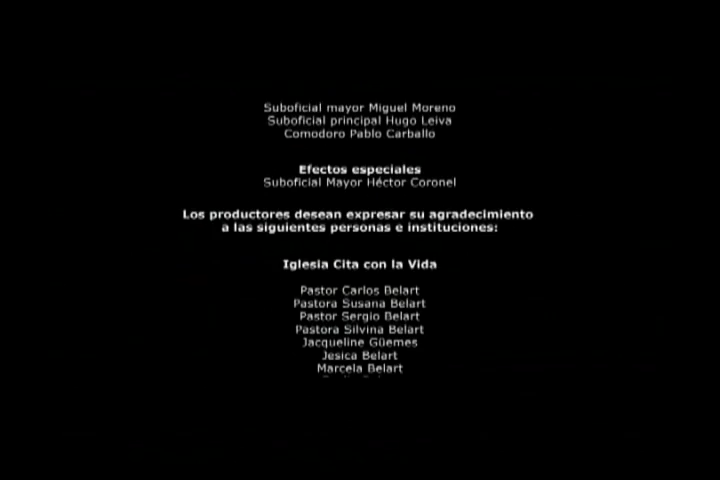 Suboficial mayor Miguel Moreno
Suboficial principal Hugo Leiva
Comodoro Pablo Carballo
Efectos especiales
Suboficial Mayor Héctor Coronel
Los productores desean expresar su agradecimiento
a las siguientes personas e instituciones:
Iglesia Cita con la Vida
Pastor Carlos Belart
Pastora Susana Belart
Pastor Sergio Belart
Pastora Silvina Belart
Jacqueline Güemes
Jesica Belart
Marcela Belart